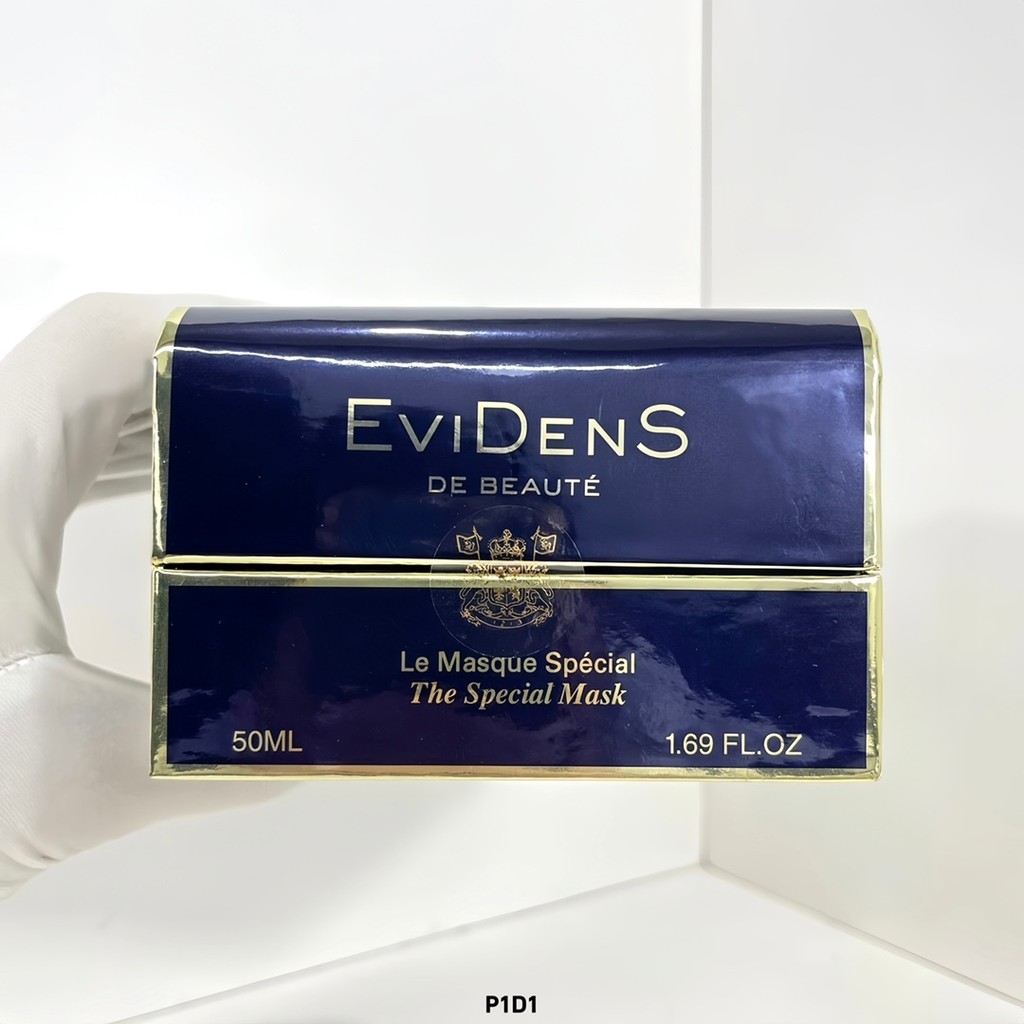 EVIDENS
DE BEAUTÉ
Le Masque Spécial
The Special Mask
50ML 1.69 FL.OZ
P1D1